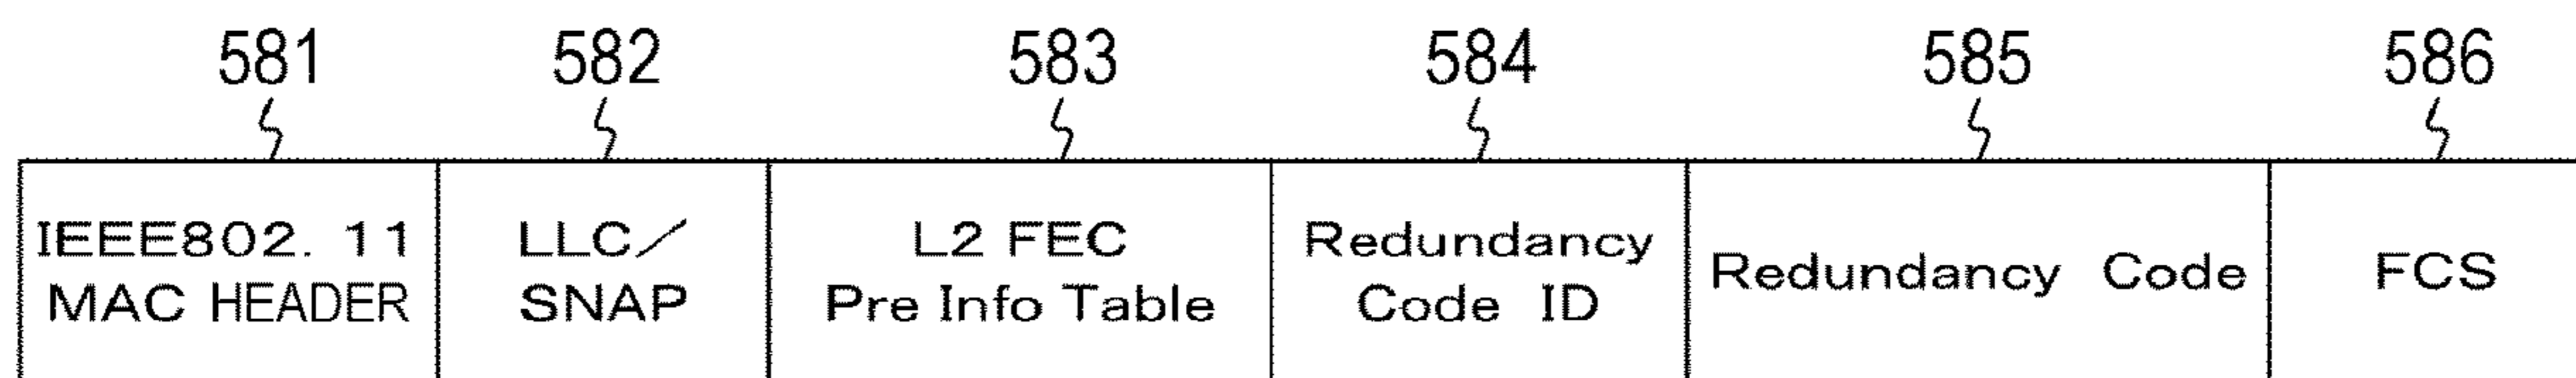 581 582 583 584 585 586
IEEE802. 11 LLC/ L2 FEC Redundancy Redundancy Code FCS
MAC HEADER SNAP Pre Info Table Code ID